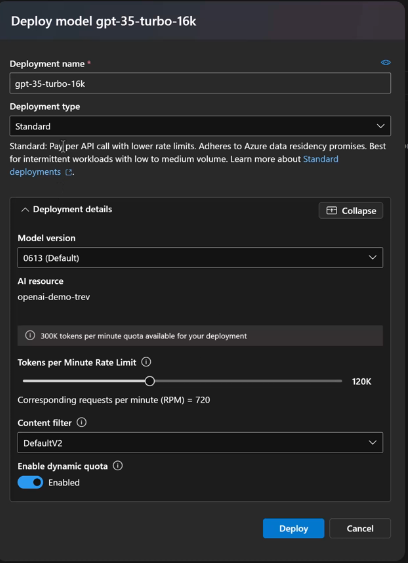 Deploy model gpt-35-turbo-16k
Deployment name *
gpt-35-turbo-16k
Deployment type
Standard
Standard: Pay per API call with lower rate limits. Adheres to Azure data residency promises. Best
for intermittent workloads with low to medium volume. Learn more about Standard
deployments
Deployment details
Collapse
Model version
0613 (Default)
AI resource
openai-demo-trev
300K tokens per minute quota available for your deployment
Tokens per Minute Rate Limit
120K
Corresponding requests per minute (RPM) = 720
Content filter
DefaultV2
Enable dynamic quota
Enabled
Deploy
Cancel